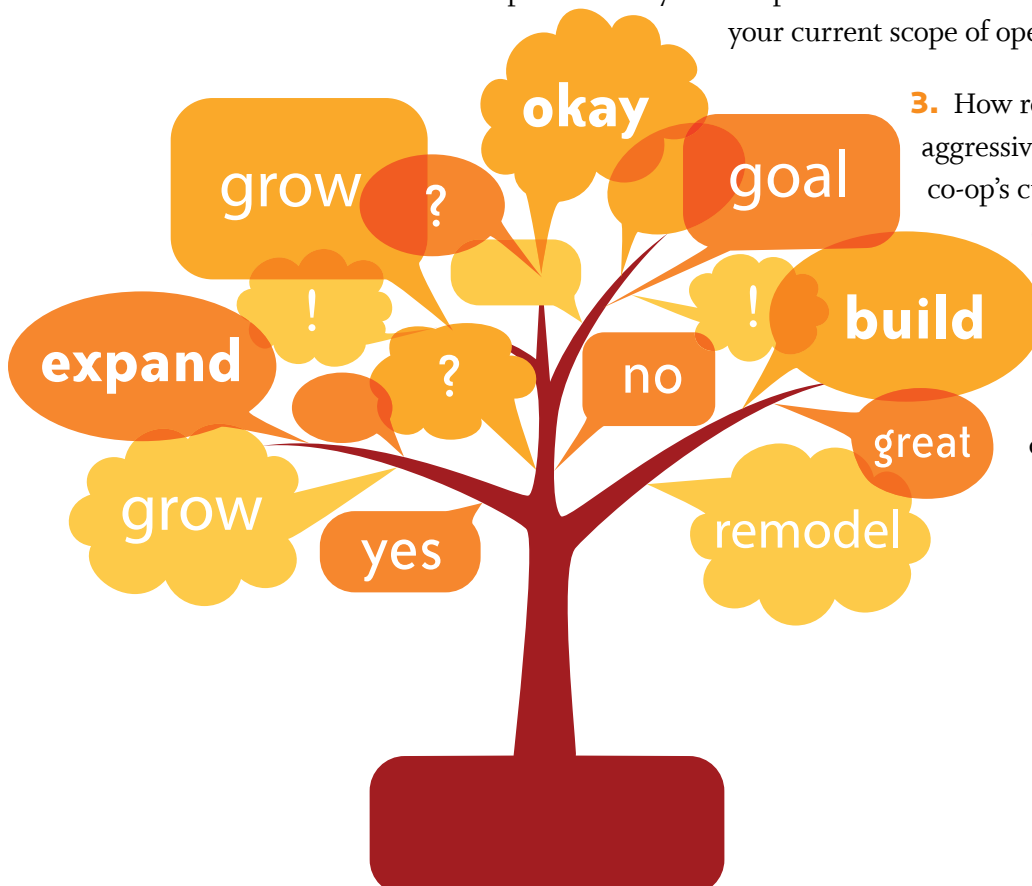 your current scope of ope
3. How re
aggressiv
co-op's cu
okay
grow
?
goal
!
!
build
expand
?
no
great
grow
yes
remodel